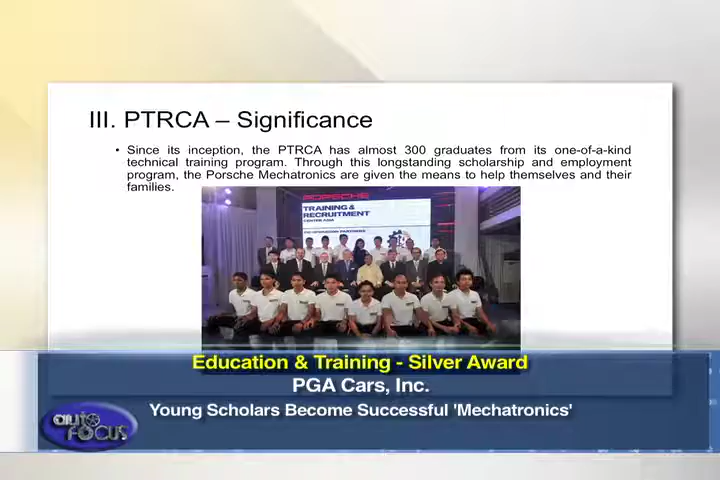 III. PTRCA – Significance
• Since its inception, the PTRCA has almost 300 graduates from its one-of-a-kind
technical training program. Through this longstanding scholarship and employment
program, the Porsche Mechatronics are given the means to help themselves and their
families.
PORSCHE
TRAINING &
RECRUITMENT
CENTER ASIA
Education & Training - Silver Award
PGA Cars, Inc.
Young Scholars Become Successful 'Mechatronics'
auto
FOCUS